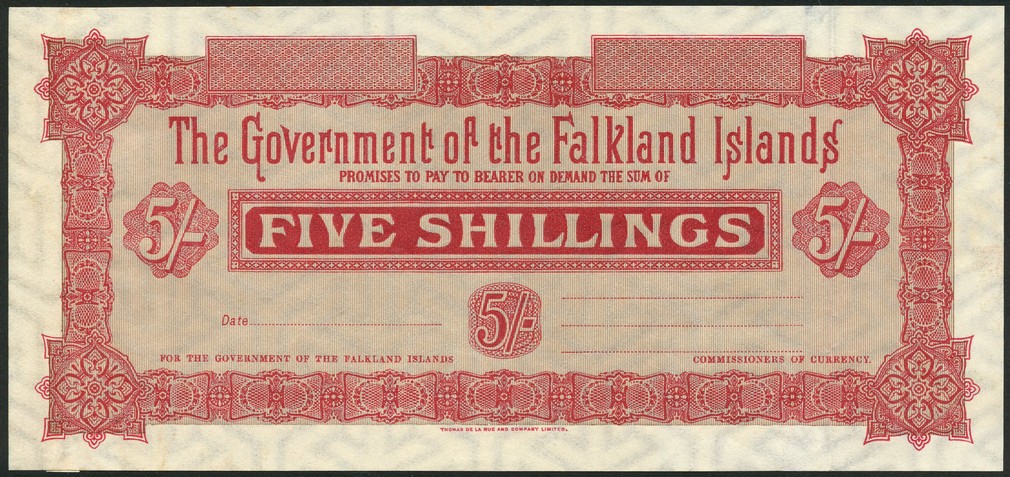 The Government of the Falkland Islands
PROMISES TO PAY TO BEARER ON DEMAND THE SUM OF
5/- FIVE SHILLINGS 5/-
5/-
Date
FOR THE GOVERNMENT OF THE FALKLAND ISLANDS
COMMISSIONERS OF CURRENCY.
THOMAS DE LA RUE AND COMPANY LIMITED.